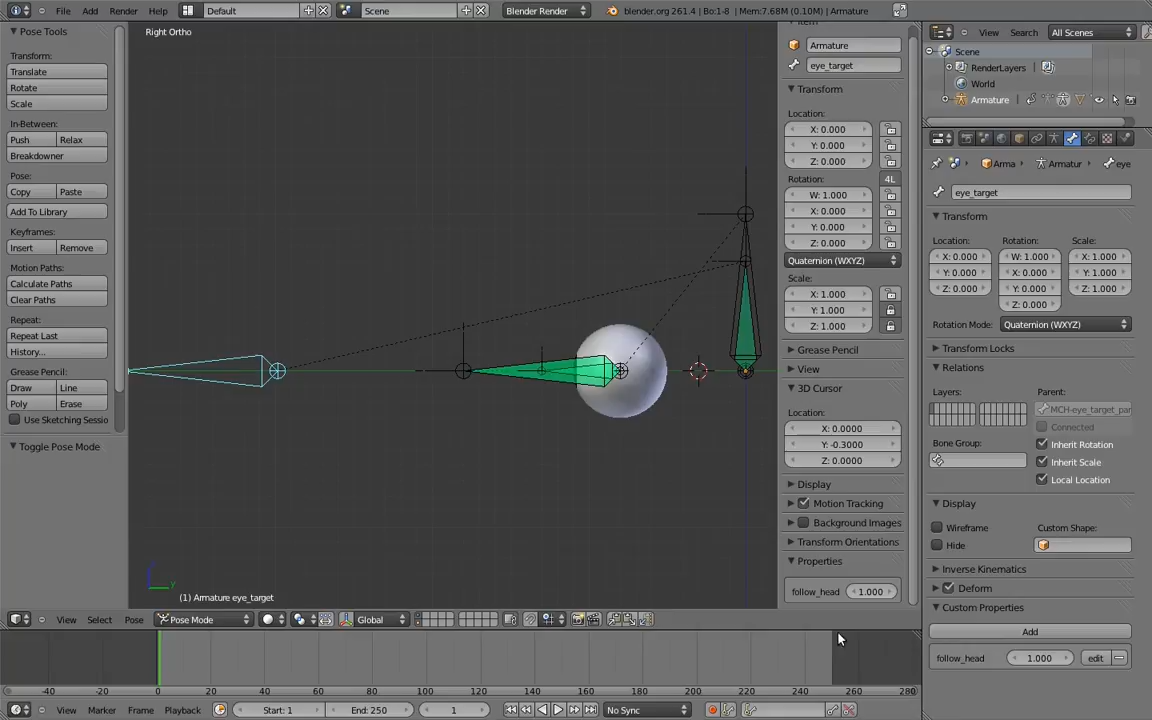 File Add Render Help Default Scene Blender Render blender.org 261.4 | Bo:1-8 | Mem:7.68M (0.10M) | Armature
Pose Tools
Transform:
Translate
Rotate
Scale
In-Between:
Push Relax
Breakdowner
Pose:
Copy Paste
Add To Library
Keyframes:
Insert Remove
Motion Paths:
Calculate Paths
Clear Paths
Repeat:
Repeat Last
History...
Grease Pencil:
Draw Line
Poly Erase
Use Sketching Sessio
Toggle Pose Mode
Right Ortho
(1) Armature eye_target
Item
Armature
eye_target
Transform
Location:
X: 0.000
Y: 0.000
Z: 0.000
Rotation: 4L
W: 1.000
X: 0.000
Y: 0.000
Z: 0.000
Quaternion (WXYZ)
Scale:
X: 1.000
Y: 1.000
Z: 1.000
Grease Pencil
View
3D Cursor
Location:
X: 0.0000
Y: -0.3000
Z: 0.0000
Display
Motion Tracking
Background Images
Transform Orientations
Properties
follow_head 1.000
View Search All Scenes
Scene
RenderLayers
World
Armature
Arma Armatur eye
eye_target
Transform
Location: Rotation: Scale:
X: 0.000 W: 1.000 X: 1.000
Y: 0.000 X: 0.000 Y: 1.000
Z: 0.000 Y: 0.000 Z: 1.000
Z: 0.000
Rotation Mode: Quaternion (WXYZ)
Transform Locks
Relations
Layers: Parent:
MCH-eye_target_par
Connected
Bone Group: Inherit Rotation
Inherit Scale
Local Location
Display
Wireframe Custom Shape:
Hide
Inverse Kinematics
Deform
Custom Properties
Add
follow_head 1.000 edit
View Select Pose Pose Mode Global
-40 -20 0 20 40 60 80 100 120 140 160 180 200 220 240 260 280
View Marker Frame Playback Start: 1 End: 250 1 No Sync